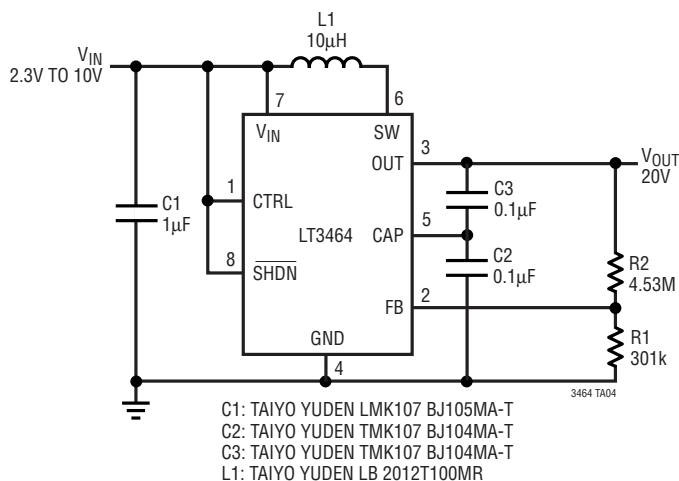 L1
10µH
VIN
2.3V TO 10V
7
6
VIN
SW
OUT
3
VOUT
20V
C3
0.1µF
C1
1µF
1
CTRL
LT3464
CAP
5
C2
0.1µF
R2
4.53M
8
SHDN
FB
2
GND
4
R1
301k
3464 TA04
C1: TAIYO YUDEN LMK107 BJ105MA-T
C2: TAIYO YUDEN TMK107 BJ104MA-T
C3: TAIYO YUDEN TMK107 BJ104MA-T
L1: TAIYO YUDEN LB 2012T100MR